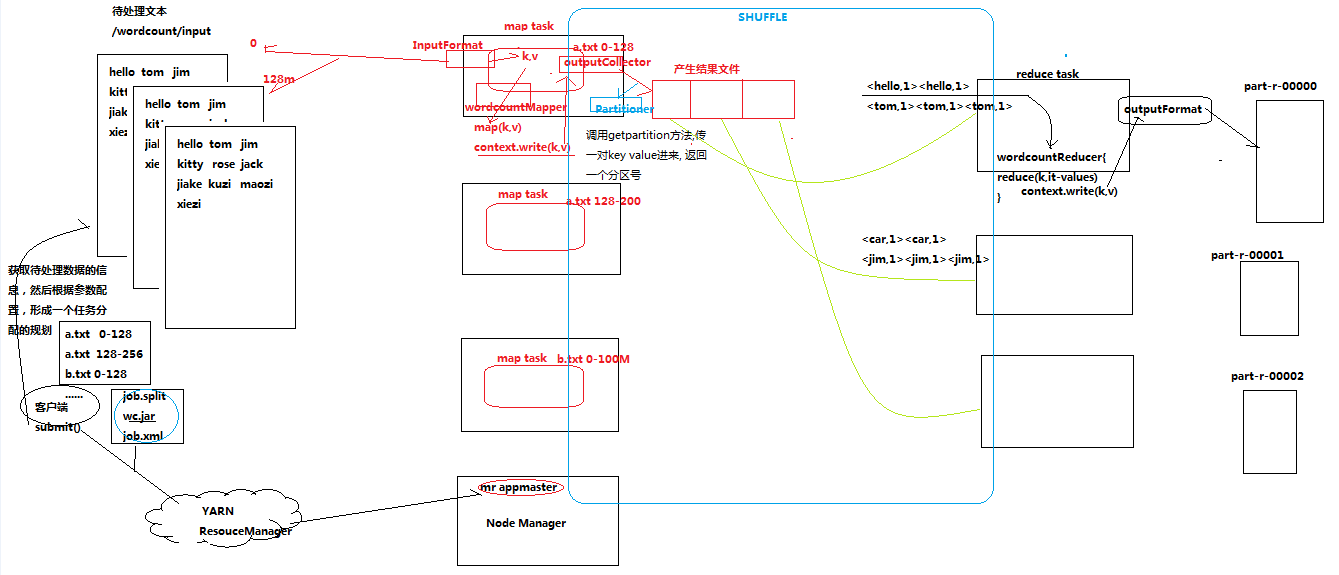 待处理文本
/wordcount/input
hello tom jim
kitt
jiak
xiez
hello tom jim
kit
jial
xie
hello tom jim
kitty rose jack
jiake kuzi maozi
xiezi
0
128m
InputFormat
map task
k,v
a.txt 0-128
outputCollector
wordcountMapper
map(k,v)
context.write(k,v)
Partitioner
产生结果文件
调用getpartition方法,传
一对key value进来, 返回
一个分区号
SHUFFLE
map task
a.txt 128-200
map task
b.txt 0-100M
mr appmaster
Node Manager
获取待处理数据的信
息，然后根据参数配
置，形成一个任务分
配的规划
a.txt 0-128
a.txt 128-256
b.txt 0-128
......
客户端
submit()
job.split
wc.jar
job.xml
YARN
ResouceManager
<hello,1><hello,1>
<tom,1><tom,1><tom,1>
reduce task
wordcountReducer{
reduce(k,it-values)
context.write(k,v)
}
outputFormat
part-r-00000
<car,1><car,1>
<jim,1><jim,1><jim,1>
part-r-00001
part-r-00002